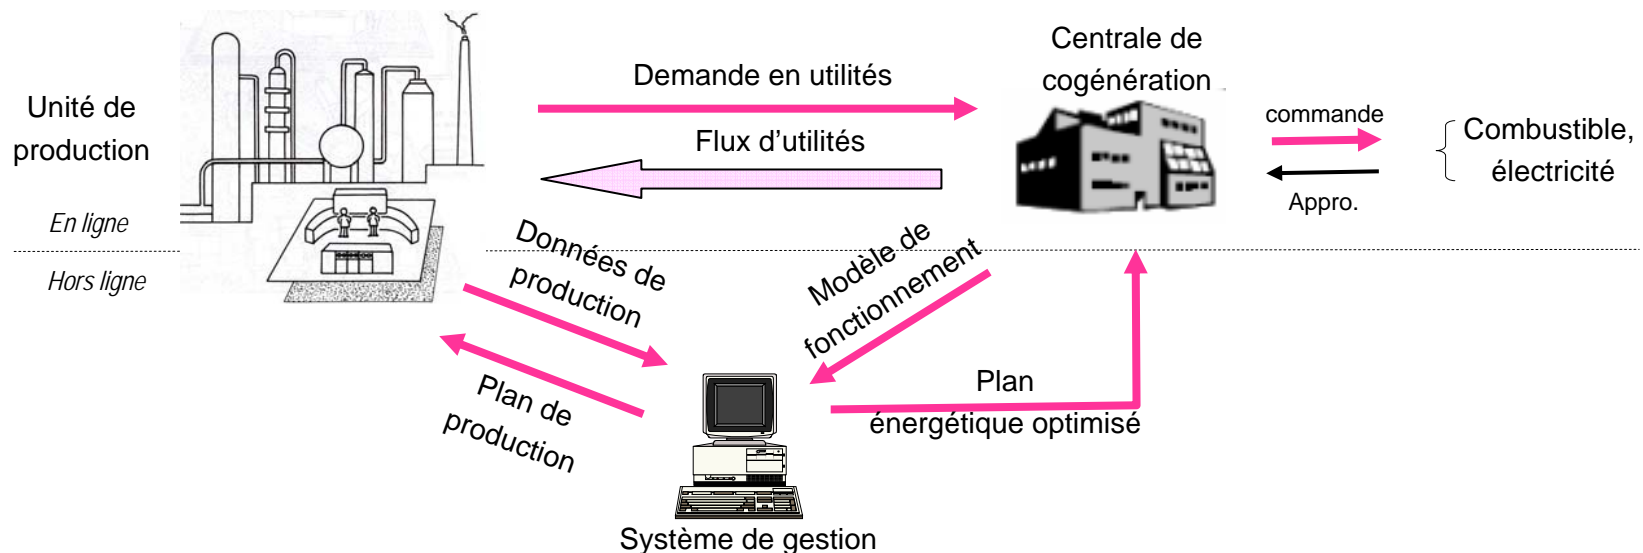 Unité de
production
En ligne
Hors ligne
Demande en utilités
Flux d’utilités
Centrale de
cogénération
commande
Appro.
Combustible,
électricité
Données de
production
Plan de
production
Modèle de
fonctionnement
Plan
énergétique optimisé
Système de gestion